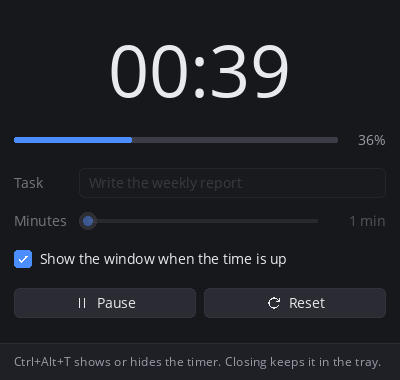 00:39
36%
Task Write the weekly report
Minutes 1 min
Show the window when the time is up
Pause Reset
Ctrl+Alt+T shows or hides the timer. Closing keeps it in the tray.